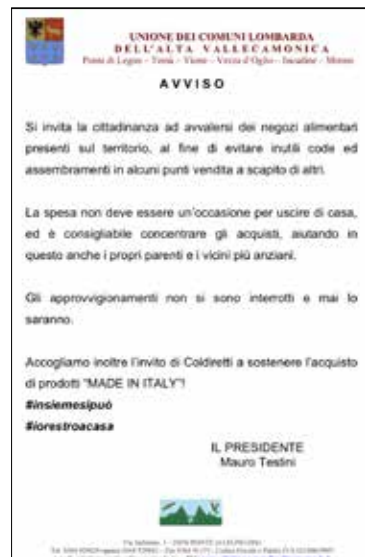 UNIONE DEI COMUNI LOMBARDA
DELL'ALTA VALLECAMONICA
Ponte di Legno – Temù – Vione – Vezza d'Oglio – Incudine – Monno
AVVISO
Si invita la cittadinanza ad avvalersi dei negozi alimentari
presenti sul territorio, al fine di evitare inutili code ed
assembramenti in alcuni punti vendita a scapito di altri.
La spesa non deve essere un'occasione per uscire di casa,
ed è consigliabile concentrare gli acquisti, aiutando in
questo anche i propri parenti e i vicini più anziani.
Gli approvvigionamenti non si sono interrotti e mai lo
saranno.
Accogliamo inoltre l'invito di Coldiretti a sostenere l'acquisto
di prodotti "MADE IN ITALY"!
#insiemesipuò
#iorestroacasa
IL PRESIDENTE
Mauro Testini